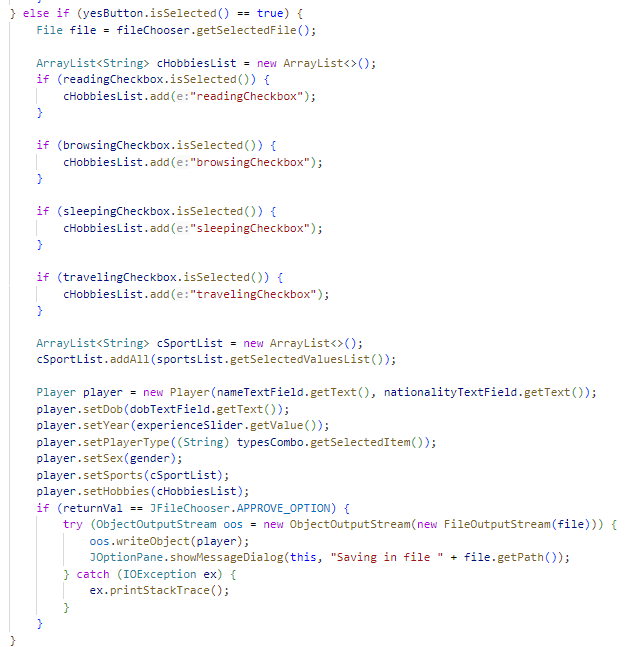 } else if (yesButton.isSelected() == true) {
    File file = fileChooser.getSelectedFile();

    ArrayList<String> cHobbiesList = new ArrayList<>();
    if (readingCheckbox.isSelected()) {
        cHobbiesList.add(e:"readingCheckbox");
    }

    if (browsingCheckbox.isSelected()) {
        cHobbiesList.add(e:"browsingCheckbox");
    }

    if (sleepingCheckbox.isSelected()) {
        cHobbiesList.add(e:"sleepingCheckbox");
    }

    if (travelingCheckbox.isSelected()) {
        cHobbiesList.add(e:"travelingCheckbox");
    }

    ArrayList<String> cSportList = new ArrayList<>();
    cSportList.addAll(sportsList.getSelectedValuesList());

    Player player = new Player(nameTextField.getText(), nationalityTextField.getText());
    player.setDob(dobTextField.getText());
    player.setYear(experienceSlider.getValue());
    player.setPlayerType((String) typesCombo.getSelectedItem());
    player.setSex(gender);
    player.setSports(cSportList);
    player.setHobbies(cHobbiesList);
    if (returnVal == JFileChooser.APPROVE_OPTION) {
        try (ObjectOutputStream oos = new ObjectOutputStream(new FileOutputStream(file))) {
            oos.writeObject(player);
            JOptionPane.showMessageDialog(this, "Saving in file " + file.getPath());
        } catch (IOException ex) {
            ex.printStackTrace();
        }
    }
}